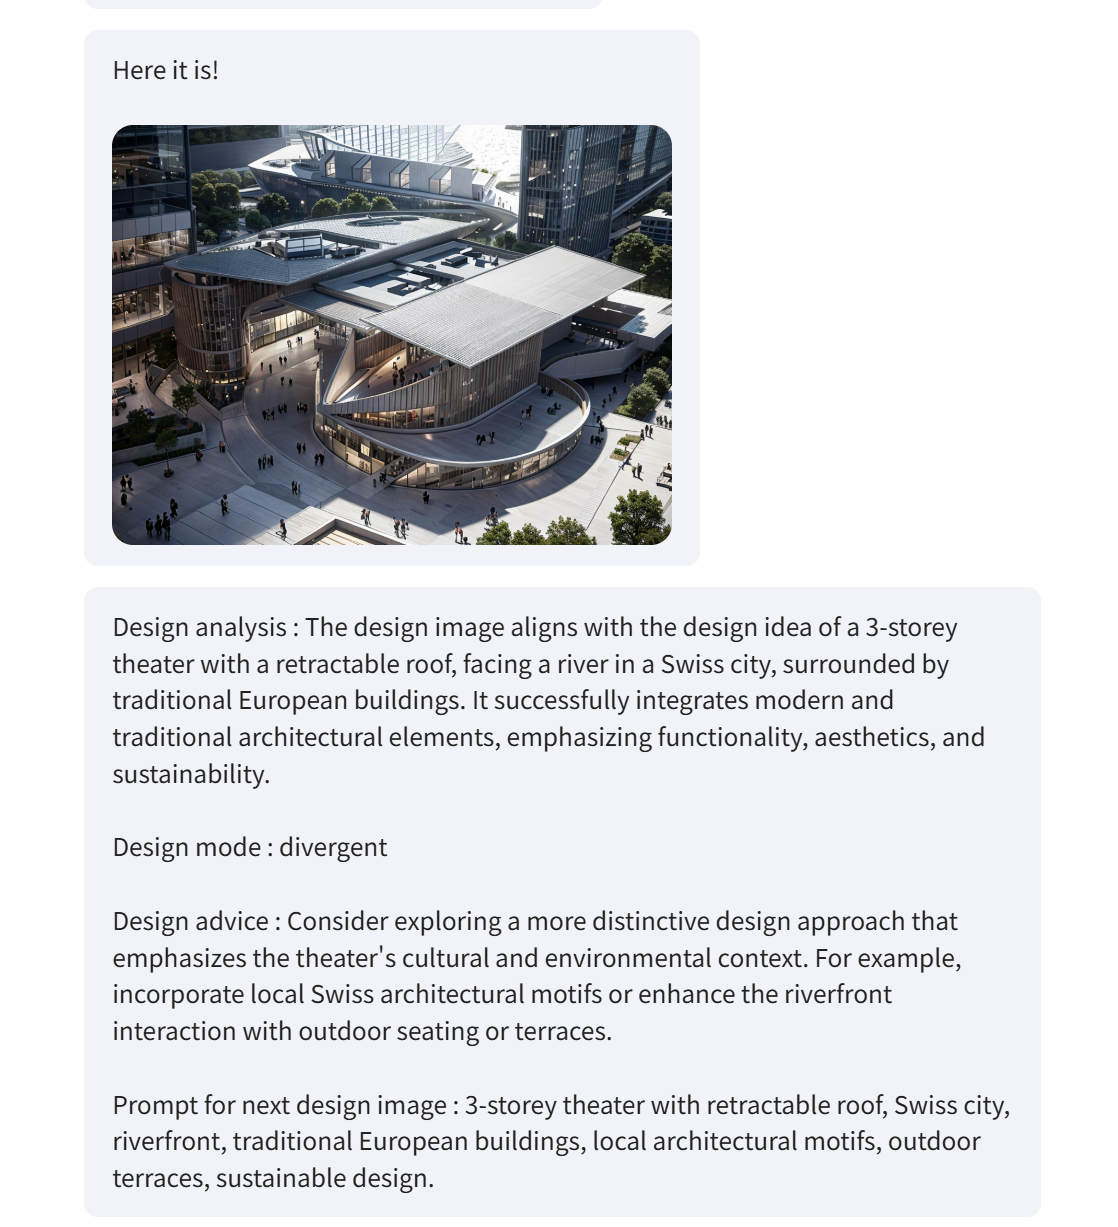 Here it is!
Design analysis : The design image aligns with the design idea of a 3-storey
theater with a retractable roof, facing a river in a Swiss city, surrounded by
traditional European buildings. It successfully integrates modern and
traditional architectural elements, emphasizing functionality, aesthetics, and
sustainability.
Design mode : divergent
Design advice : Consider exploring a more distinctive design approach that
emphasizes the theater's cultural and environmental context. For example,
incorporate local Swiss architectural motifs or enhance the riverfront
interaction with outdoor seating or terraces.
Prompt for next design image : 3-storey theater with retractable roof, Swiss city,
riverfront, traditional European buildings, local architectural motifs, outdoor
terraces, sustainable design.